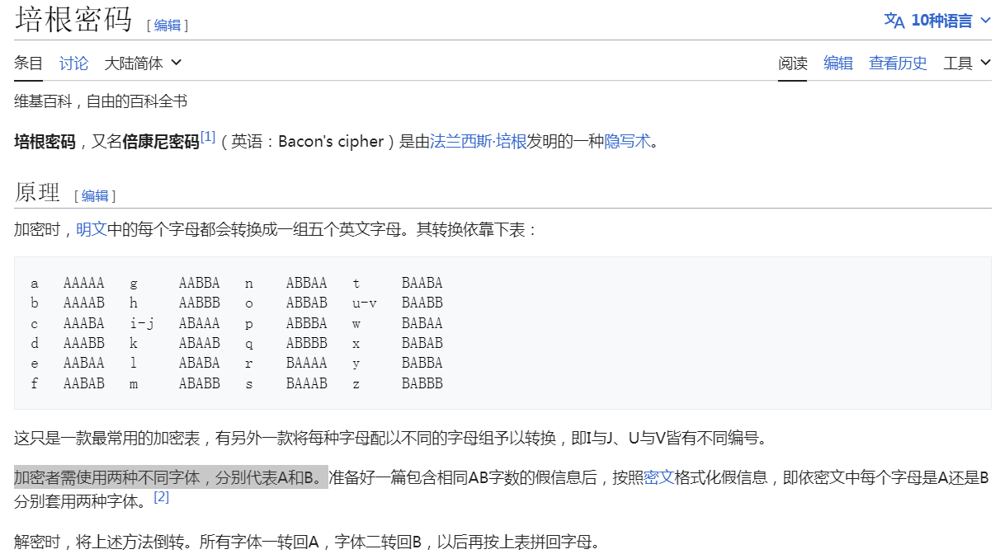 培根密码 [编辑]
文A 10种语言
条目 讨论 大陆简体 阅读 编辑 查看历史 工具
维基百科，自由的百科全书
培根密码，又名倍康尼密码[1]（英语：Bacon's cipher）是由法兰西斯·培根发明的一种隐写术。
原理 [编辑]
加密时，明文中的每个字母都会转换成一组五个英文字母。其转换依靠下表：
a AAAAA g AABBA n ABBAA t BAABA
b AAAAB h AABBB o ABBAB u-v BAABB
c AAABA i-j ABAAA p ABBBA w BABAA
d AAABB k ABAAB q ABBBB x BABAB
e AABAA l ABABA r BAAAA y BABBA
f AABAB m ABABB s BAAAB z BABBB
这只是一款最常用的加密表，有另外一款将每种字母配以不同的字母组予以转换，即I与J、U与V皆有不同编号。
加密者需使用两种不同字体，分别代表A和B。准备好一篇包含相同AB字数的假信息后，按照密文格式化假信息，即依密文中每个字母是A还是B
分别套用两种字体。[2]
解密时，将上述方法倒转。所有字体一转回A，字体二转回B，以后再按上表拼回字母。